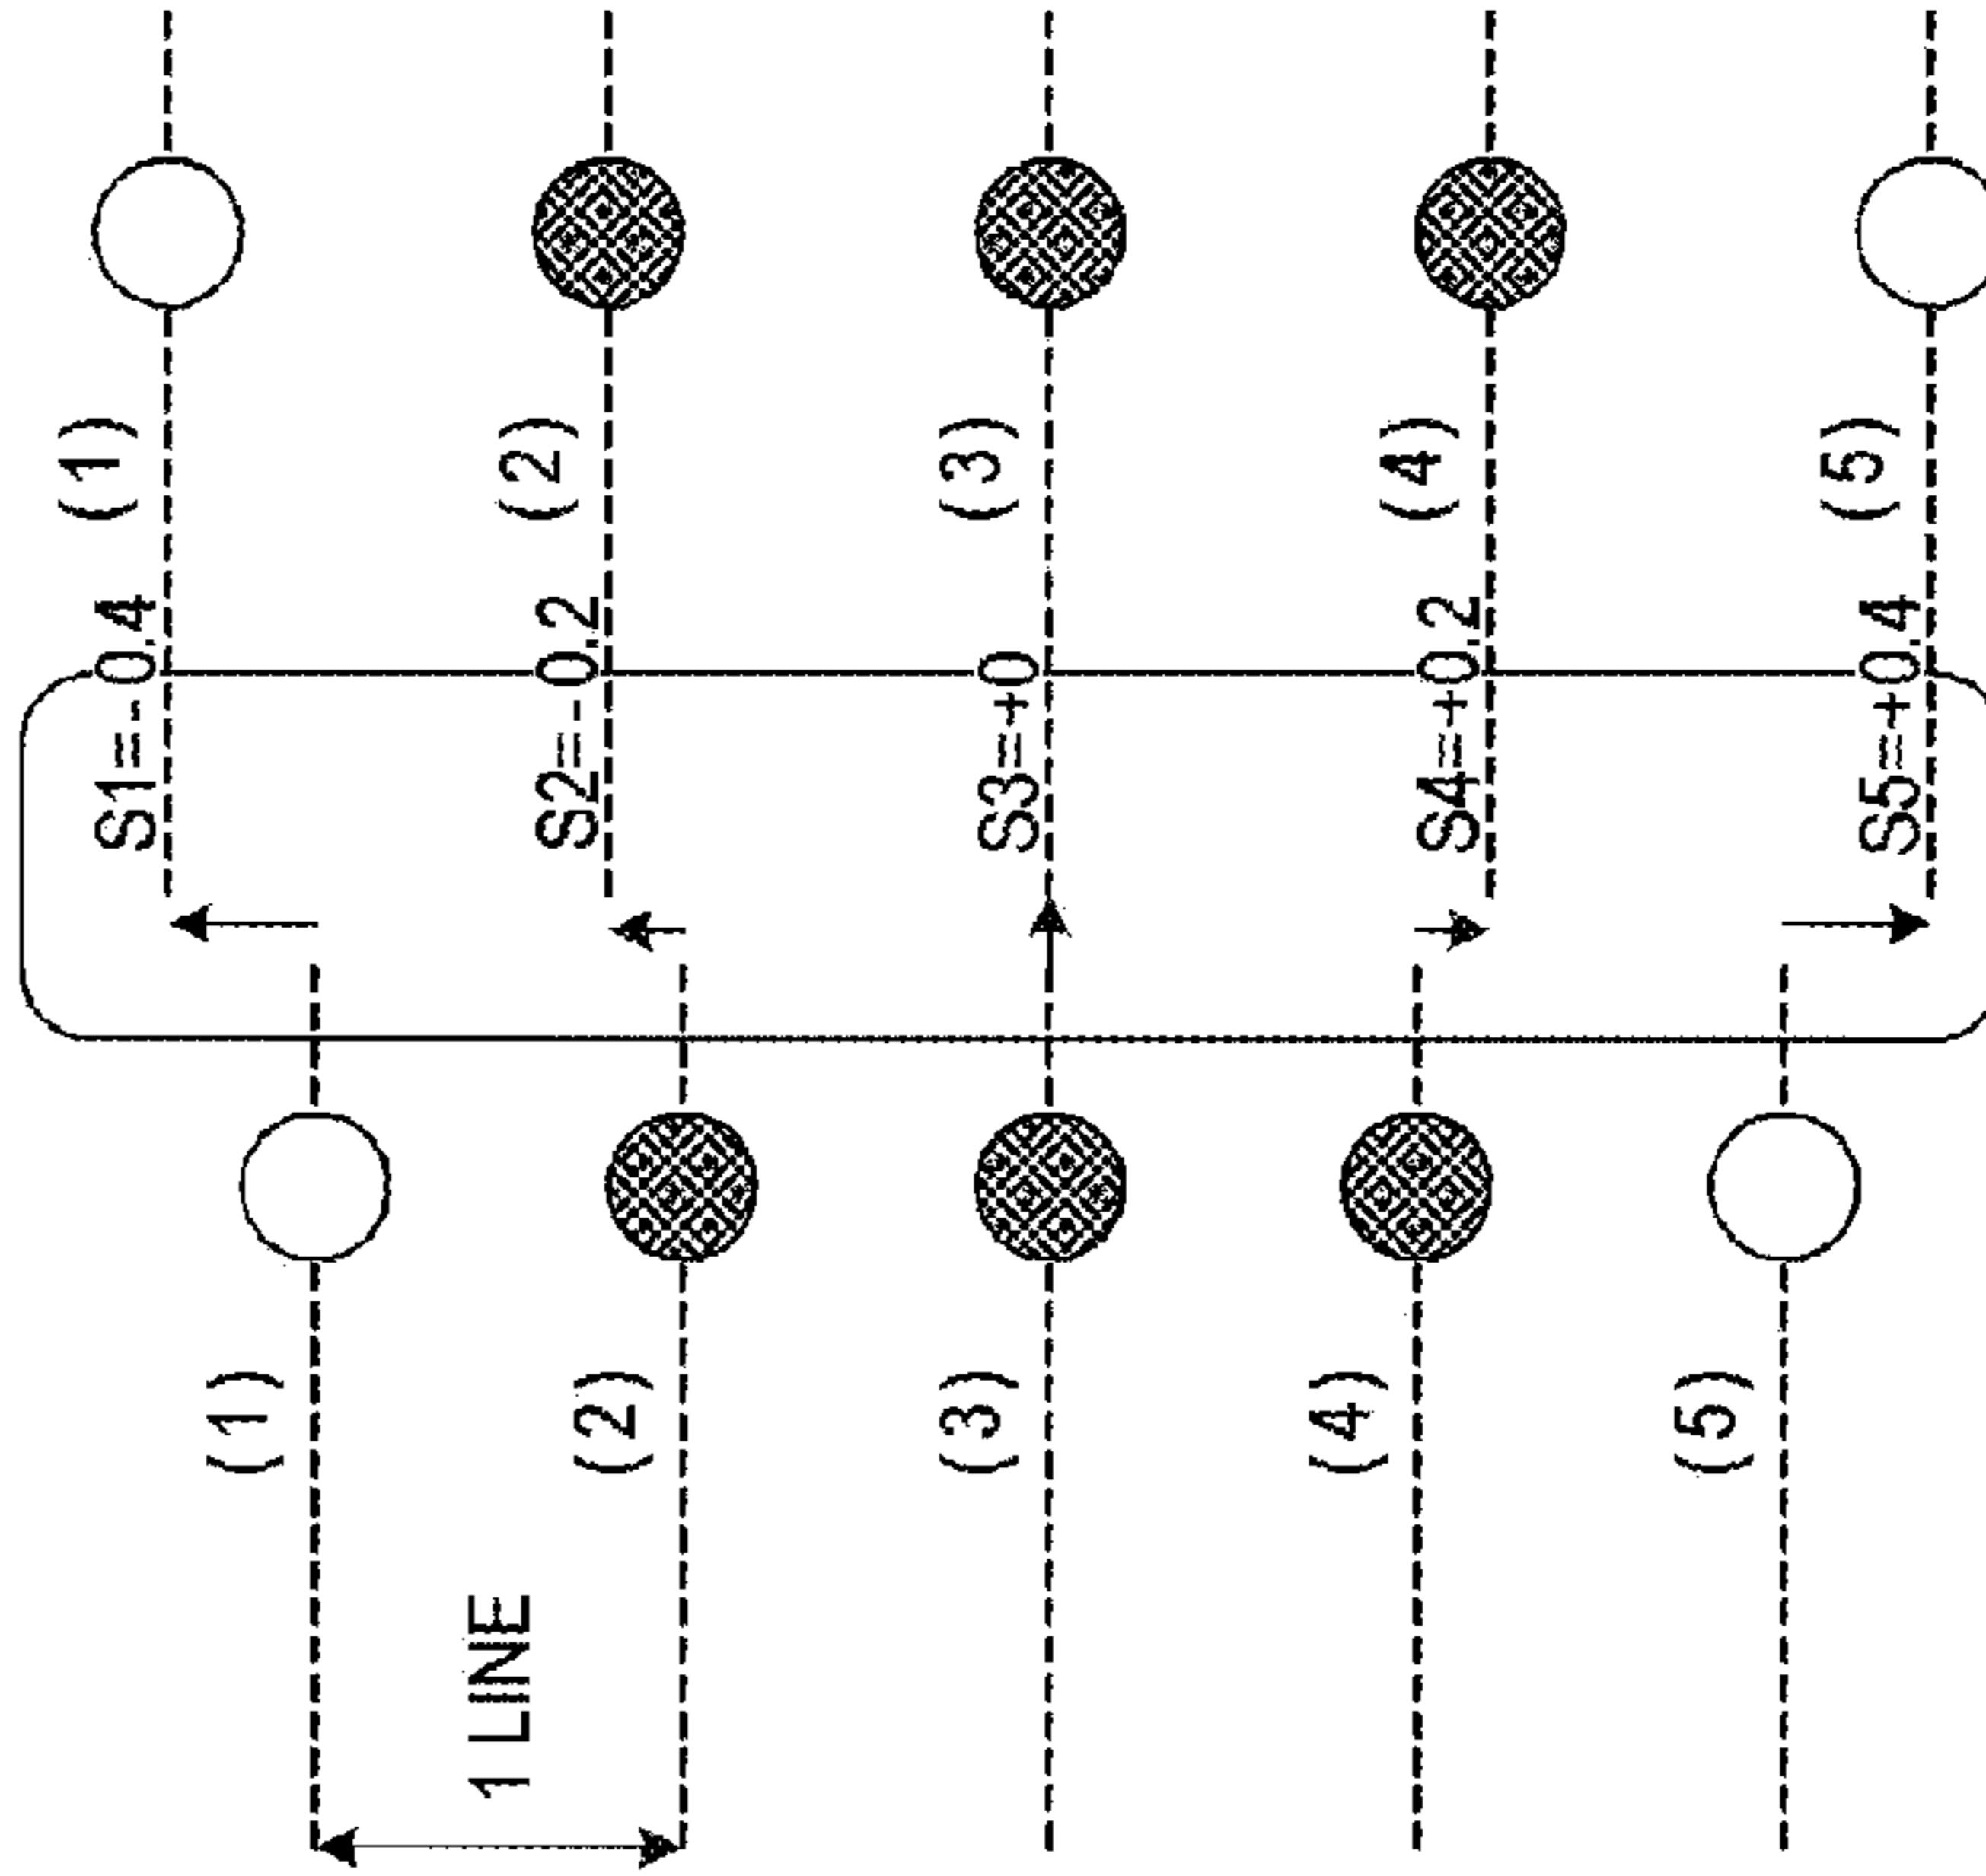 (1)
(2)
(3)
(4)
(5)
S1=-0.4
S2=-0.2
S3=+0
S4=+0.2
S5=+0.4
(1)
(2)
(3)
(4)
(5)
1 LINE